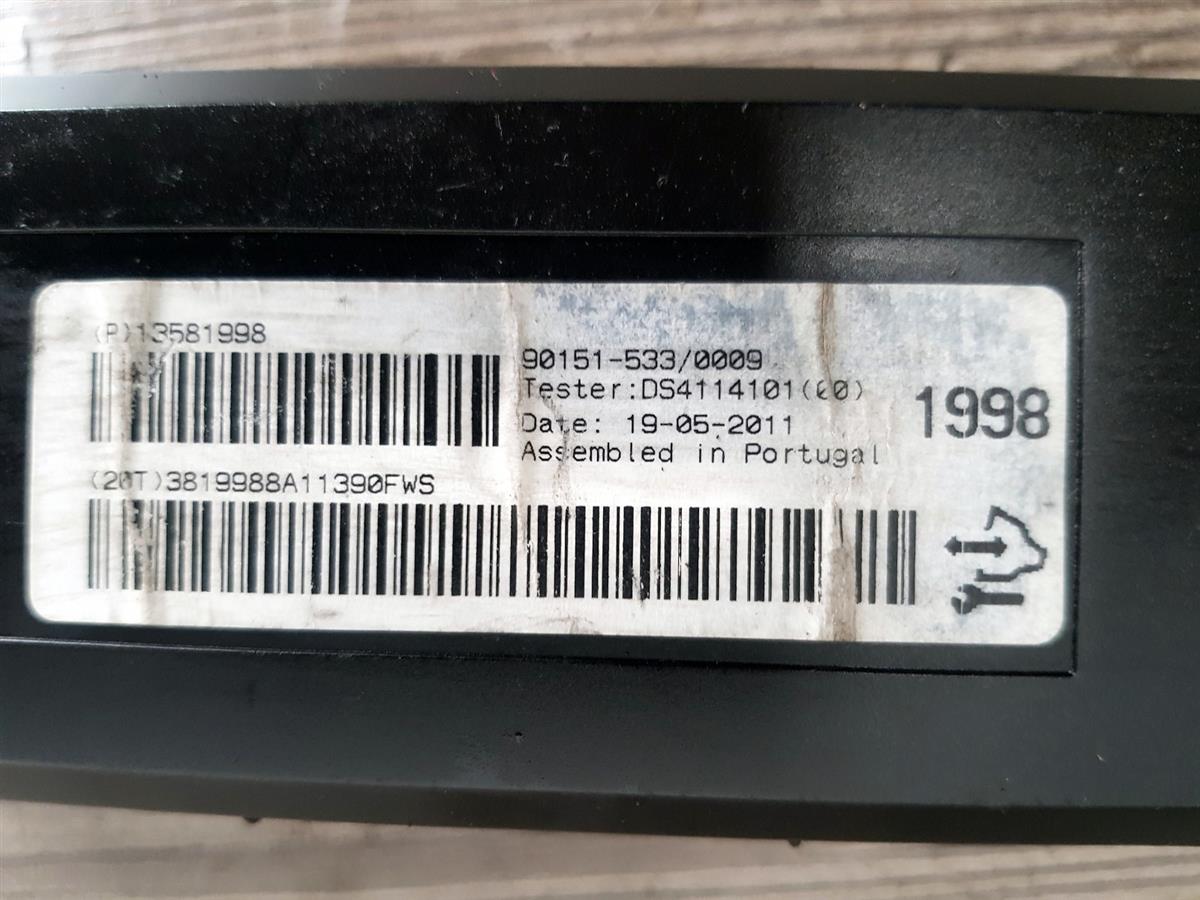 (P)13581998
90151-533/0009
Tester:DS4114101(00)
Date: 19-05-2011
Assembled in Portugal
1998
(20T)3819988A11390FWS